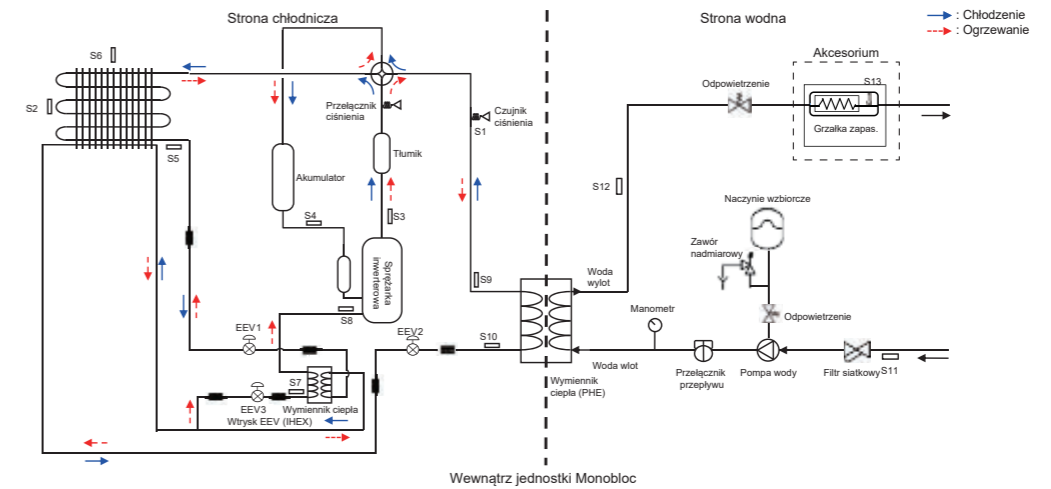 Strona chłodnicza
Strona wodna
: Chłodzenie
: Ogrzewanie
Akcesorium
S6
S2
S5
Przełącznik
ciśnienia
Czujnik
ciśnienia
S1
Odpowietrzenie
S13
Grzałka zapas.
Tłumik
Akumulator
S4
S3
S12
Naczynie wzbiorcze
Zawór
nadmiarowy
Sprężarka
inwerterowa
S9
Woda
wylot
S8
Manometr
Odpowietrzenie
EEV1
EEV2
S10
Woda wlot
Przełącznik
przepływu
Pompa wody
Filtr siatkowy
S11
S7
Wymiennik
ciepła (PHE)
EEV3
Wymiennik ciepła
Wtrysk EEV (IHEX)
Wewnątrz jednostki Monobloc